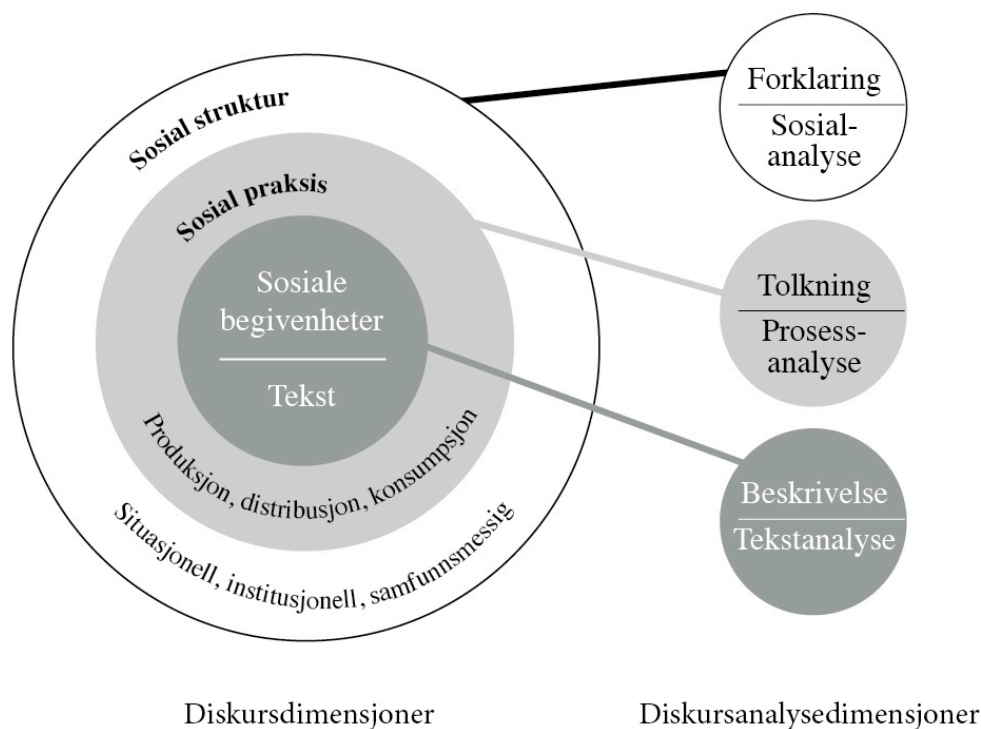 Sosial struktur
Sosial praksis
Sosiale
begivenheter
Tekst
Produksjon, distribusjon, konsumpsjon
Situasjonell, institusjonell, samfunnsmessig
Forklaring
Sosial-
analyse
Tolkning
Prosess-
analyse
Beskrivelse
Tekstanalyse
Diskursdimensjoner
Diskursanalysedimensjoner